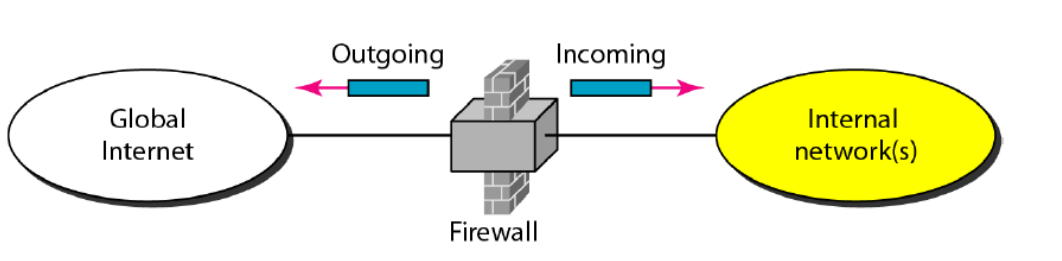 Outgoing
Incoming
Global
Internet
Internal
network(s)
Firewall